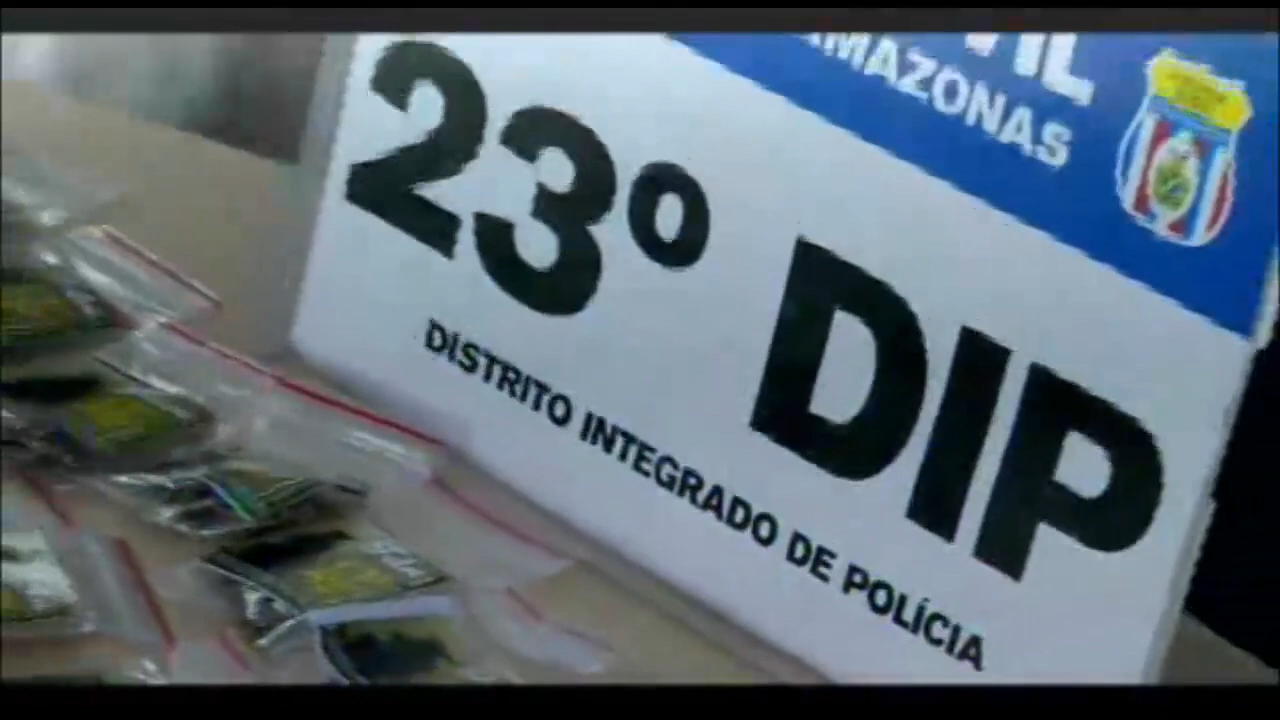 AMAZONAS
23º DIP
DISTRITO INTEGRADO DE POLÍCIA